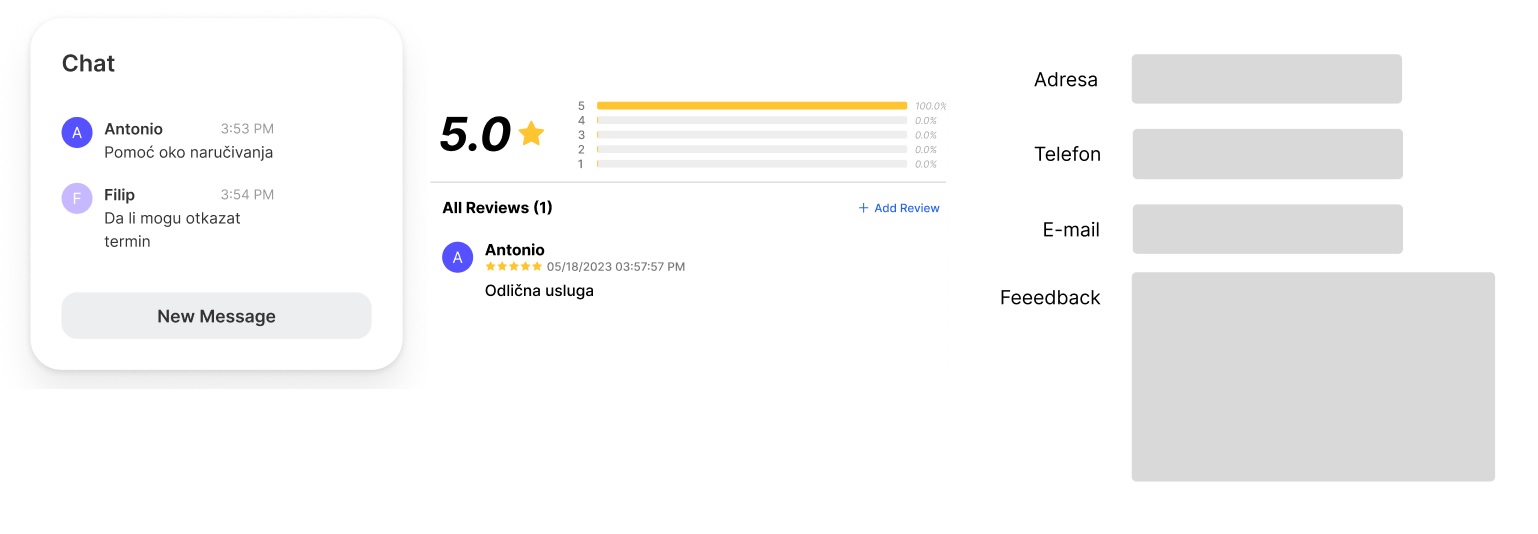 Chat
A
Antonio 3:53 PM
Pomoć oko naručivanja
F
Filip 3:54 PM
Da li mogu otkazat
termin
New Message
5.0
5 100.0%
4 0.0%
3 0.0%
2 0.0%
1 0.0%
All Reviews (1) + Add Review
A
Antonio
05/18/2023 03:57:57 PM
Odlična usluga
Adresa
Telefon
E-mail
Feeedback